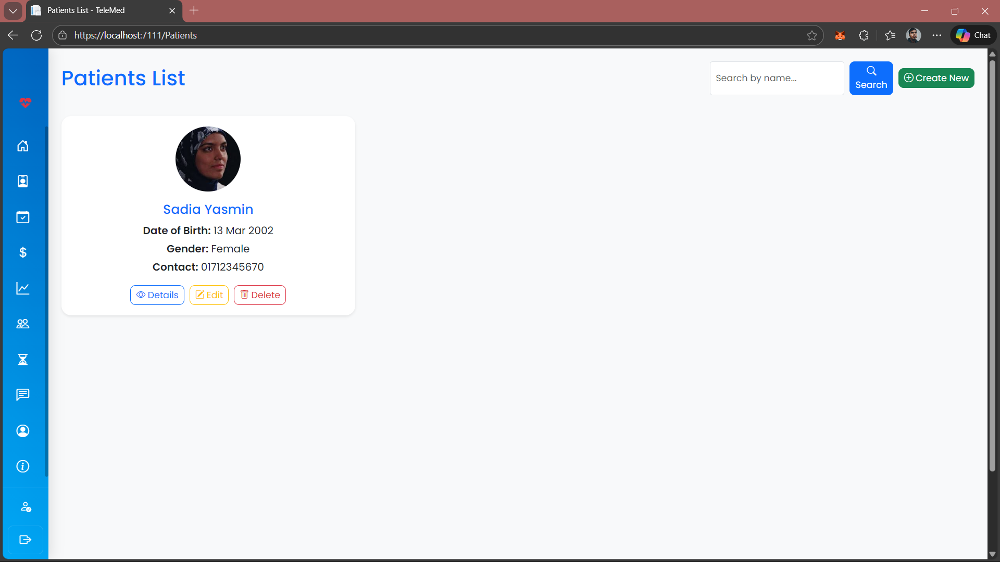 Patients List - TeleMed
https://localhost:7111/Patients
Chat
Patients List
Search by name...
Search
Create New
Sadia Yasmin
Date of Birth: 13 Mar 2002
Gender: Female
Contact: 01712345670
Details
Edit
Delete